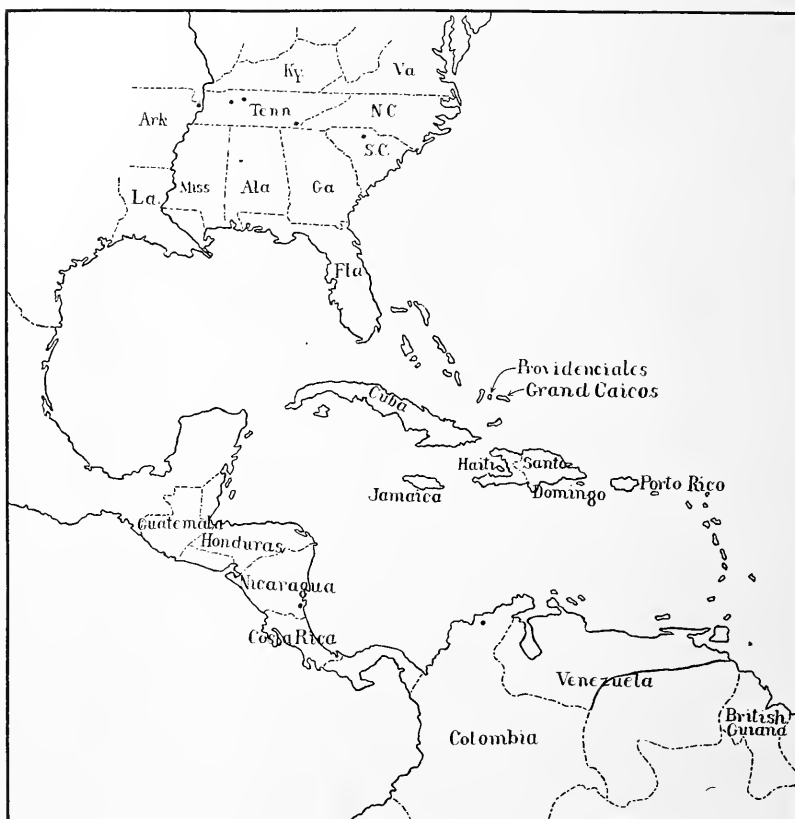 Ky.
Va
Ark
Tenn
N C
S.C.
La.
Miss
Ala
Ga
Fla
Providenciales
Grand Caicos
Cuba
Haiti
Santo
Domingo
Jamaica
Porto Rico
Guatemala
Honduras
Nicaragua
Costa Rica
Venezuela
British
Guiana
Colombia